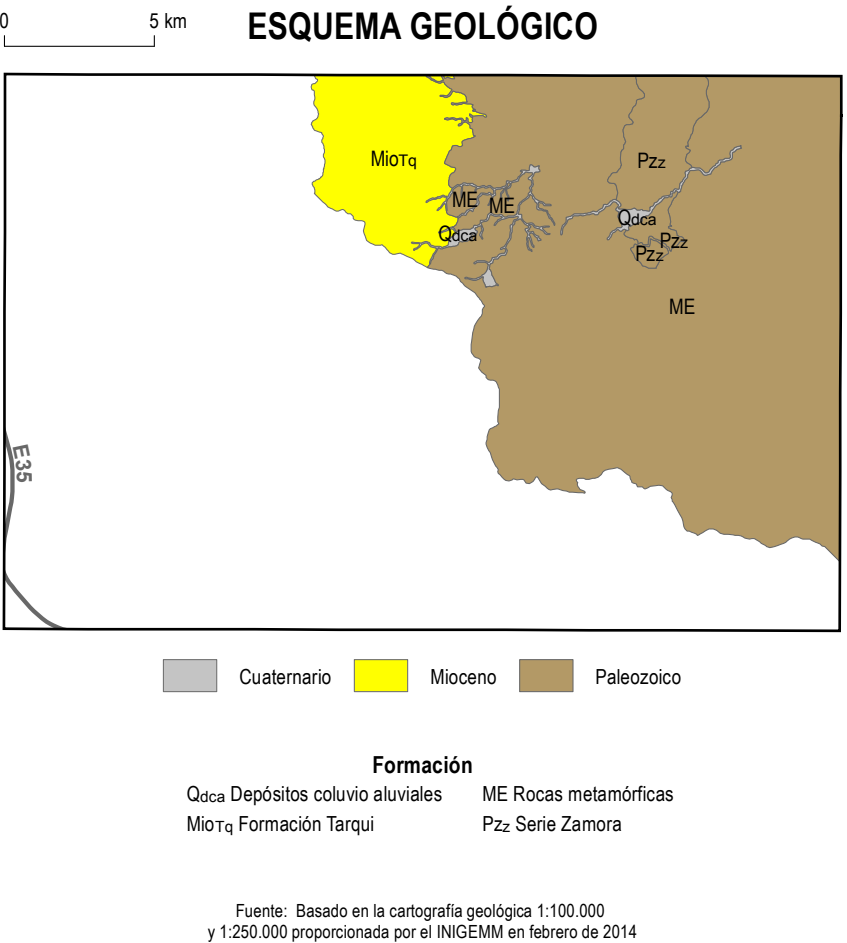 0 5 km
ESQUEMA GEOLÓGICO
MioTq
Pzz
ME
ME
Qdca
Qdca
Pzz
Pzz
ME
E35
Cuaternario Mioceno Paleozoico
Formación
Qdca Depósitos coluvio aluviales ME Rocas metamórficas
MioTq Formación Tarqui Pzz Serie Zamora
Fuente: Basado en la cartografía geológica 1:100.000
y 1:250.000 proporcionada por el INIGEMM en febrero de 2014